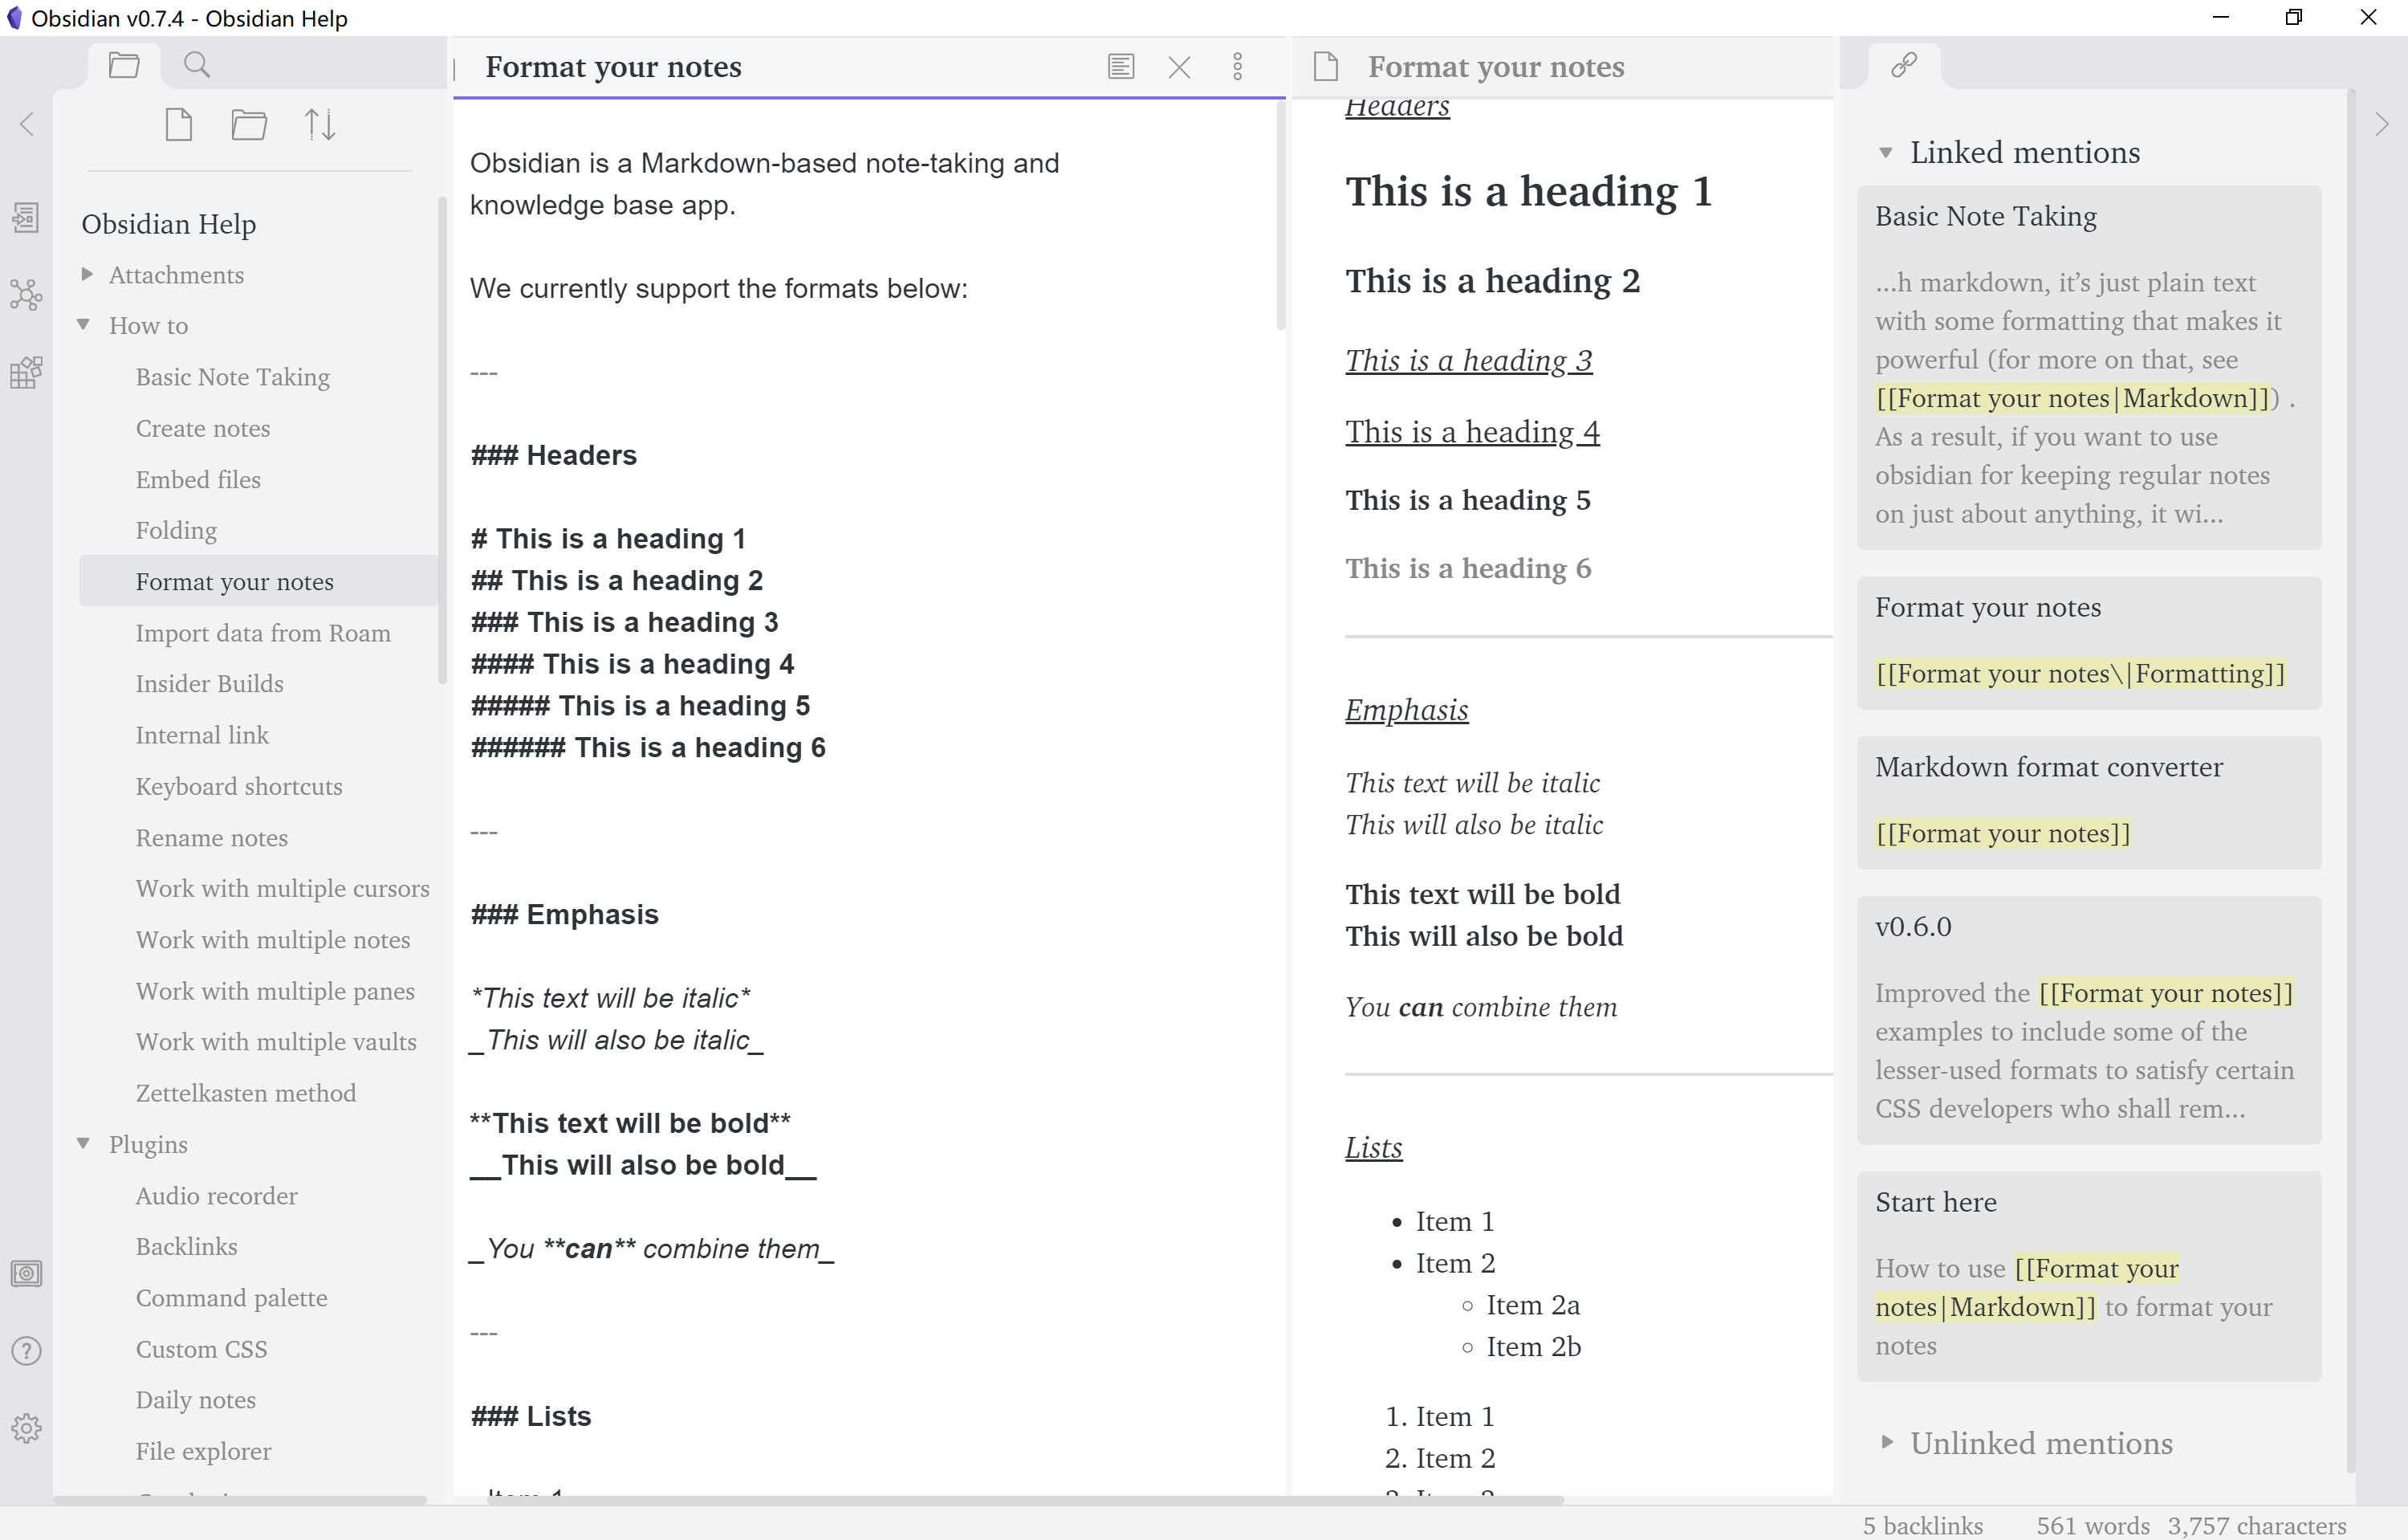 Obsidian v0.7.4 - Obsidian Help
Obsidian Help
Attachments
How to
Basic Note Taking
Create notes
Embed files
Folding
Format your notes
Import data from Roam
Insider Builds
Internal link
Keyboard shortcuts
Rename notes
Work with multiple cursors
Work with multiple notes
Work with multiple panes
Work with multiple vaults
Zettelkasten method
Plugins
Audio recorder
Backlinks
Command palette
Custom CSS
Daily notes
File explorer
Format your notes
Obsidian is a Markdown-based note-taking and
knowledge base app.
We currently support the formats below:
---
### Headers
# This is a heading 1
## This is a heading 2
### This is a heading 3
#### This is a heading 4
##### This is a heading 5
###### This is a heading 6
---
### Emphasis
*This text will be italic*
_This will also be italic_
**This text will be bold**
__This will also be bold__
_You **can** combine them_
---
### Lists
Format your notes
Headers
This is a heading 1
This is a heading 2
This is a heading 3
This is a heading 4
This is a heading 5
This is a heading 6
Emphasis
This text will be italic
This will also be italic
This text will be bold
This will also be bold
You can combine them
Lists
• Item 1
• Item 2
◦ Item 2a
◦ Item 2b
1. Item 1
2. Item 2
Linked mentions
Basic Note Taking
...h markdown, it’s just plain text
with some formatting that makes it
powerful (for more on that, see
[[Format your notes|Markdown]]) .
As a result, if you want to use
obsidian for keeping regular notes
on just about anything, it wi...
Format your notes
[[Format your notes\|Formatting]]
Markdown format converter
[[Format your notes]]
v0.6.0
Improved the [[Format your notes]]
examples to include some of the
lesser-used formats to satisfy certain
CSS developers who shall rem...
Start here
How to use [[Format your
notes|Markdown]] to format your
notes
Unlinked mentions
5 backlinks 561 words 3,757 characters